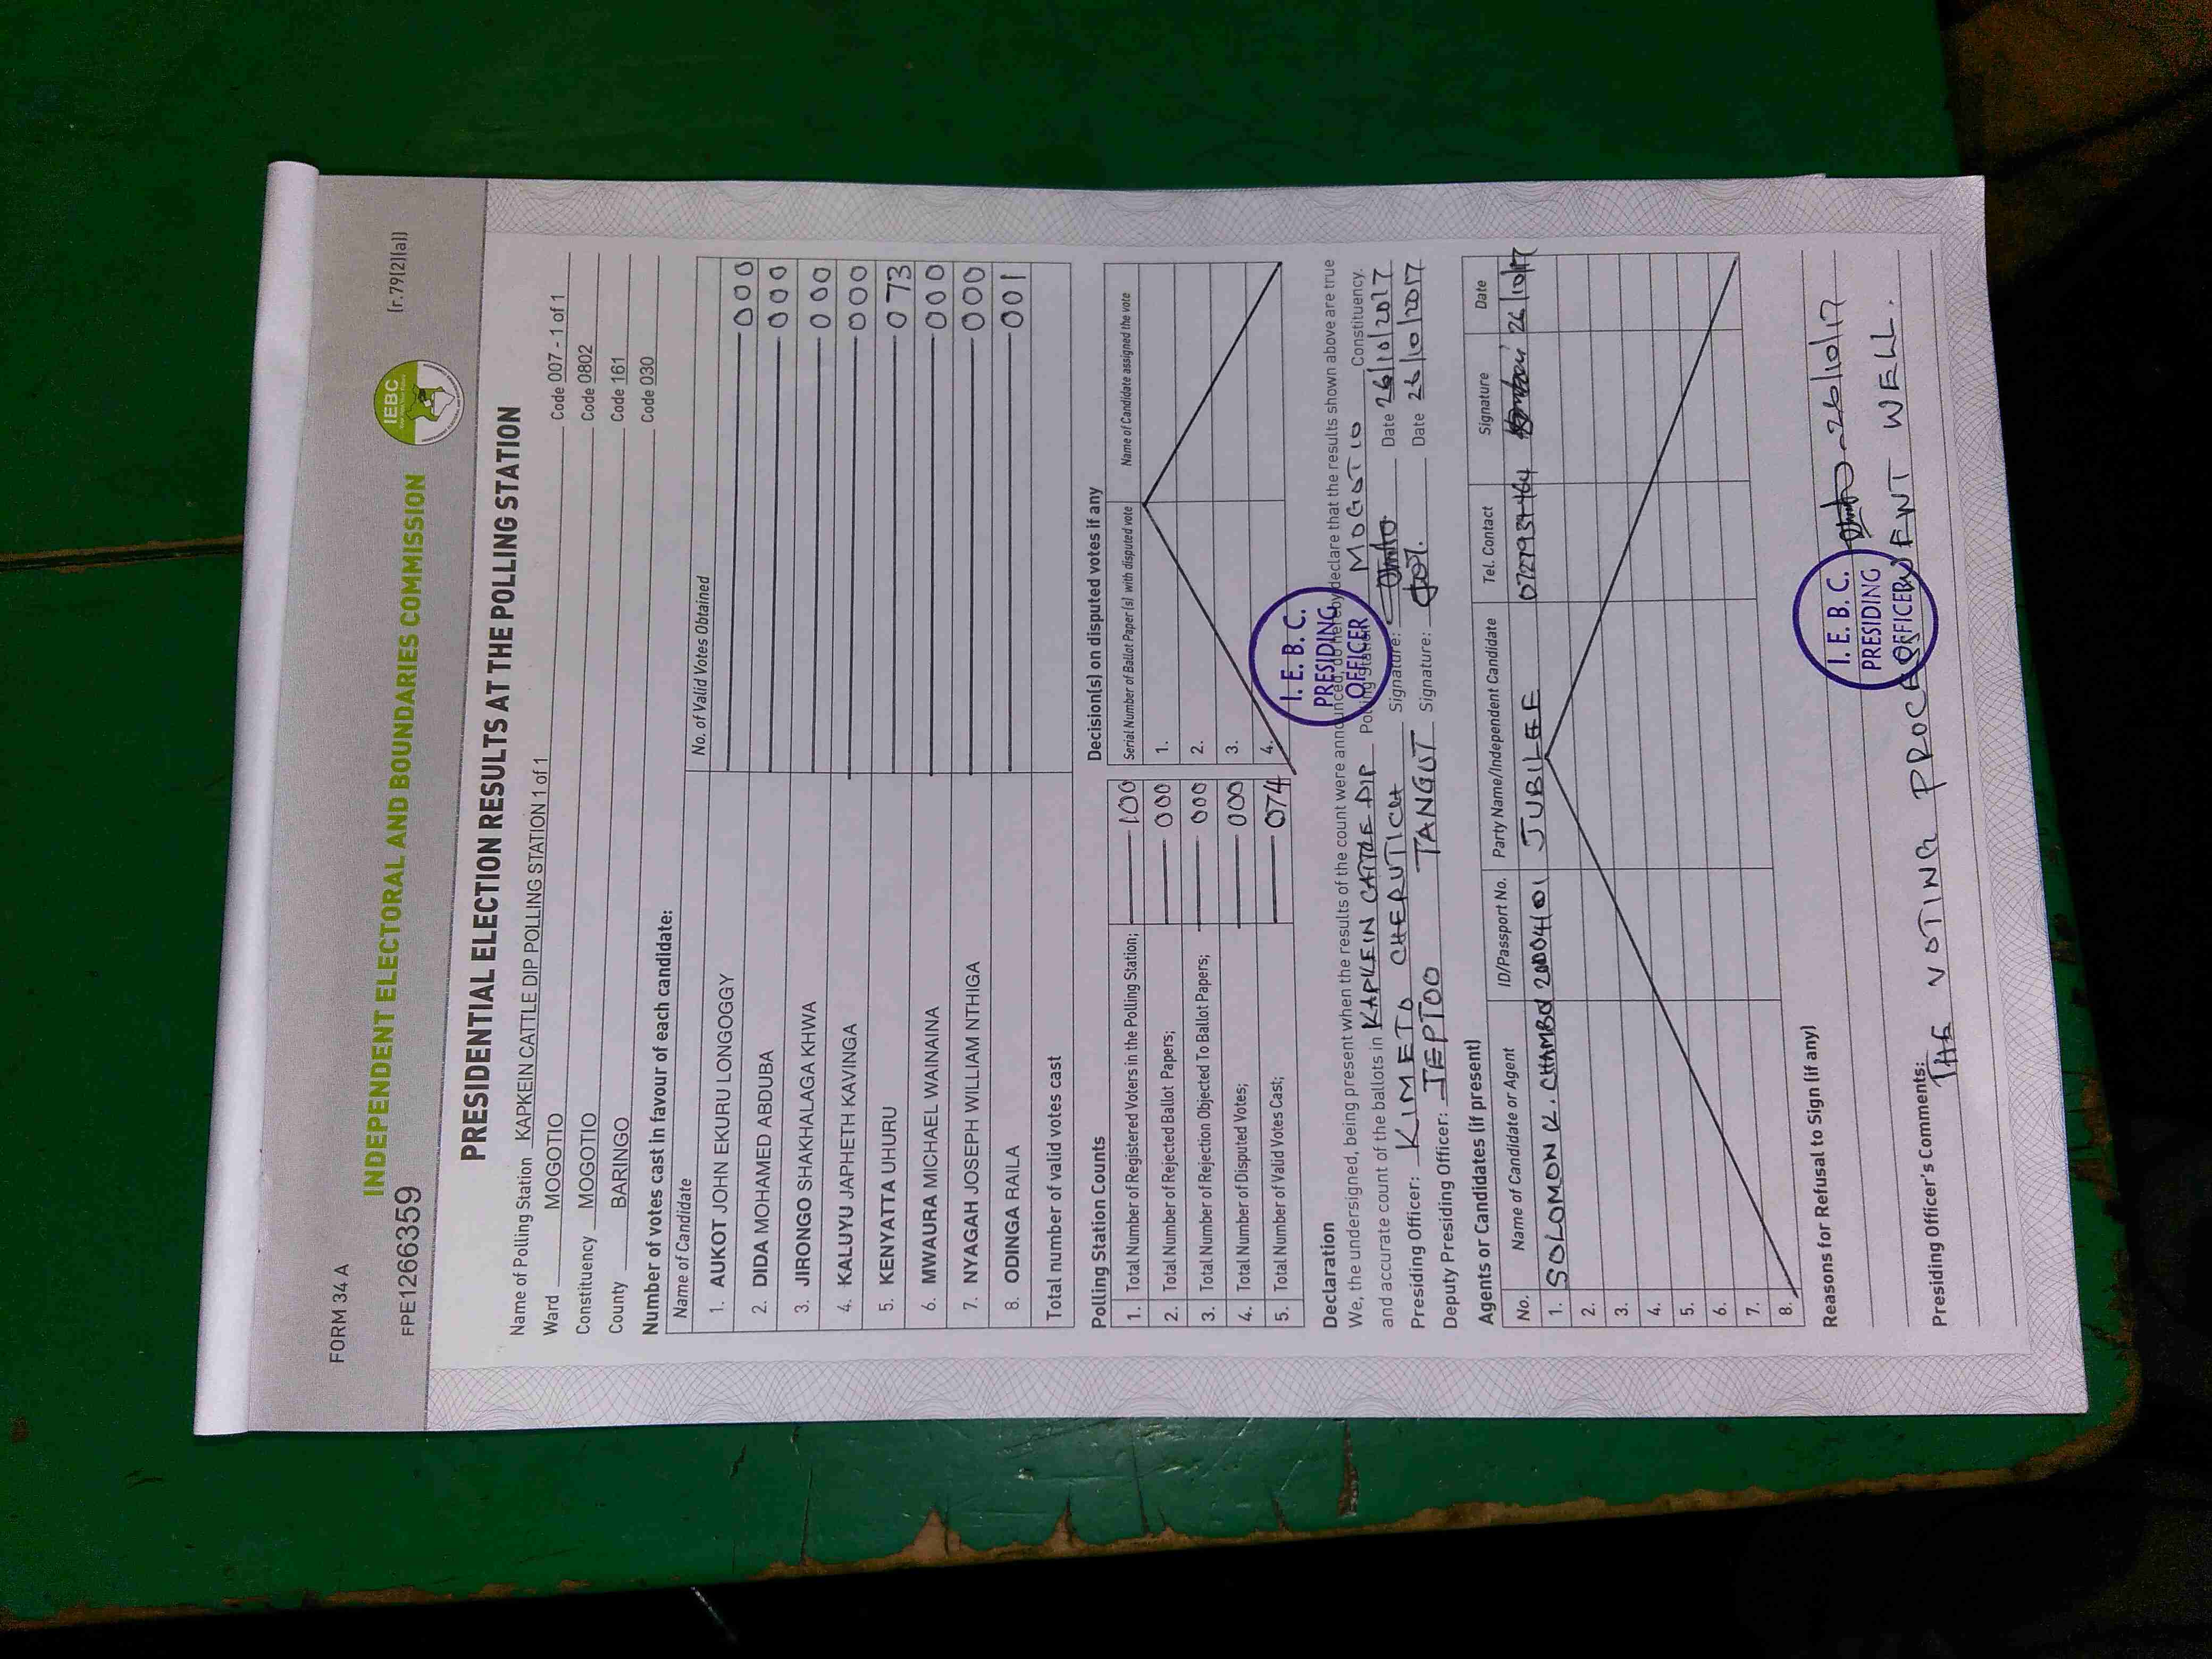 FORM 34 A
INDEPENDENT ELECTORAL AND BOUNDARIES COMMISSION
IEBC
[r.79(2)(a)]
FPE1266359
PRESIDENTIAL ELECTION RESULTS AT THE POLLING STATION
Name of Polling Station KAPKEIN CATTLE DIP POLLING STATION 1 of 1 Code 007 - 1 of 1
Ward MOGOTIO Code 0802
Constituency MOGOTIO Code 161
County BARINGO Code 030
Number of votes cast in favour of each candidate:
Name of Candidate No. of Valid Votes Obtained
1. AUKOT JOHN EKURU LONGOGGY 000
2. DIDA MOHAMED ABDUBA 000
3. JIRONGO SHAKHALAGA KHWA 000
4. KALUYU JAPHETH KAVINGA 000
5. KENYATTA UHURU 073
6. MWAURA MICHAEL WAINAINA 000
7. NYAGAH JOSEPH WILLIAM NTHIGA 000
8. ODINGA RAILA 001
Total number of valid votes cast
Polling Station Counts
1. Total Number of Registered Voters in the Polling Station; 100
2. Total Number of Rejected Ballot Papers; 000
3. Total Number of Rejection Objected To Ballot Papers; 000
4. Total Number of Disputed Votes; 000
5. Total Number of Valid Votes Cast; 074
Decision(s) on disputed votes if any
Serial Number of Ballot Paper(s) with disputed vote Name of Candidate assigned the vote
1.
2.
3.
4.
Declaration
We, the undersigned, being present when the results of the count were announced, do hereby declare that the results shown above are true
and accurate count of the ballots in KAPKEIN CATTLE DIP Polling Station MOGOTIO Constituency.
Presiding Officer: KIMETO CHERUTICH Signature: Date 26/10/2017
Deputy Presiding Officer: JEPTOO TANGUT Signature: Date 26/10/2017
I.E.B.C. PRESIDING OFFICER
Agents or Candidates (if present)
No. Name of Candidate or Agent ID/Passport No. Party Name/Independent Candidate Tel. Contact Signature Date
1. SOLOMON K. CHAMBO JUBILEE 26/10/17
2.
3.
4.
5.
6.
7.
8.
Reasons for Refusal to Sign (if any)
I.E.B.C. PRESIDING OFFICER
26/10/17
Presiding Officer's Comments:
THE VOTING PROCESS WENT WELL.